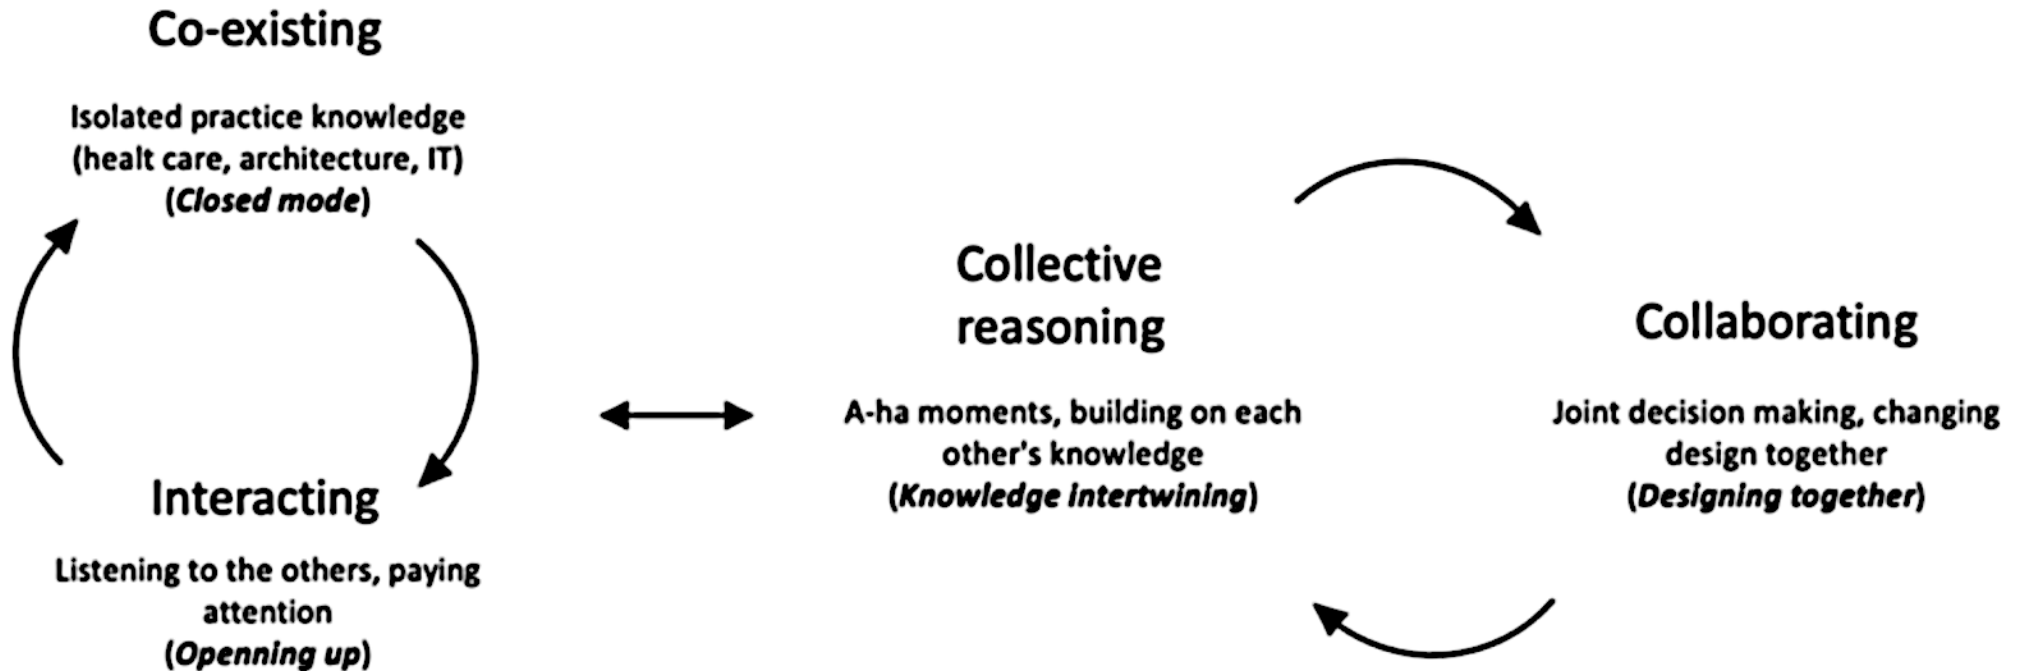 Co-existing
Isolated practice knowledge
(healt care, architecture, IT)
(Closed mode)
Interacting
Listening to the others, paying
attention
(Openning up)
Collective
reasoning
A-ha moments, building on each
other's knowledge
(Knowledge intertwining)
Collaborating
Joint decision making, changing
design together
(Designing together)